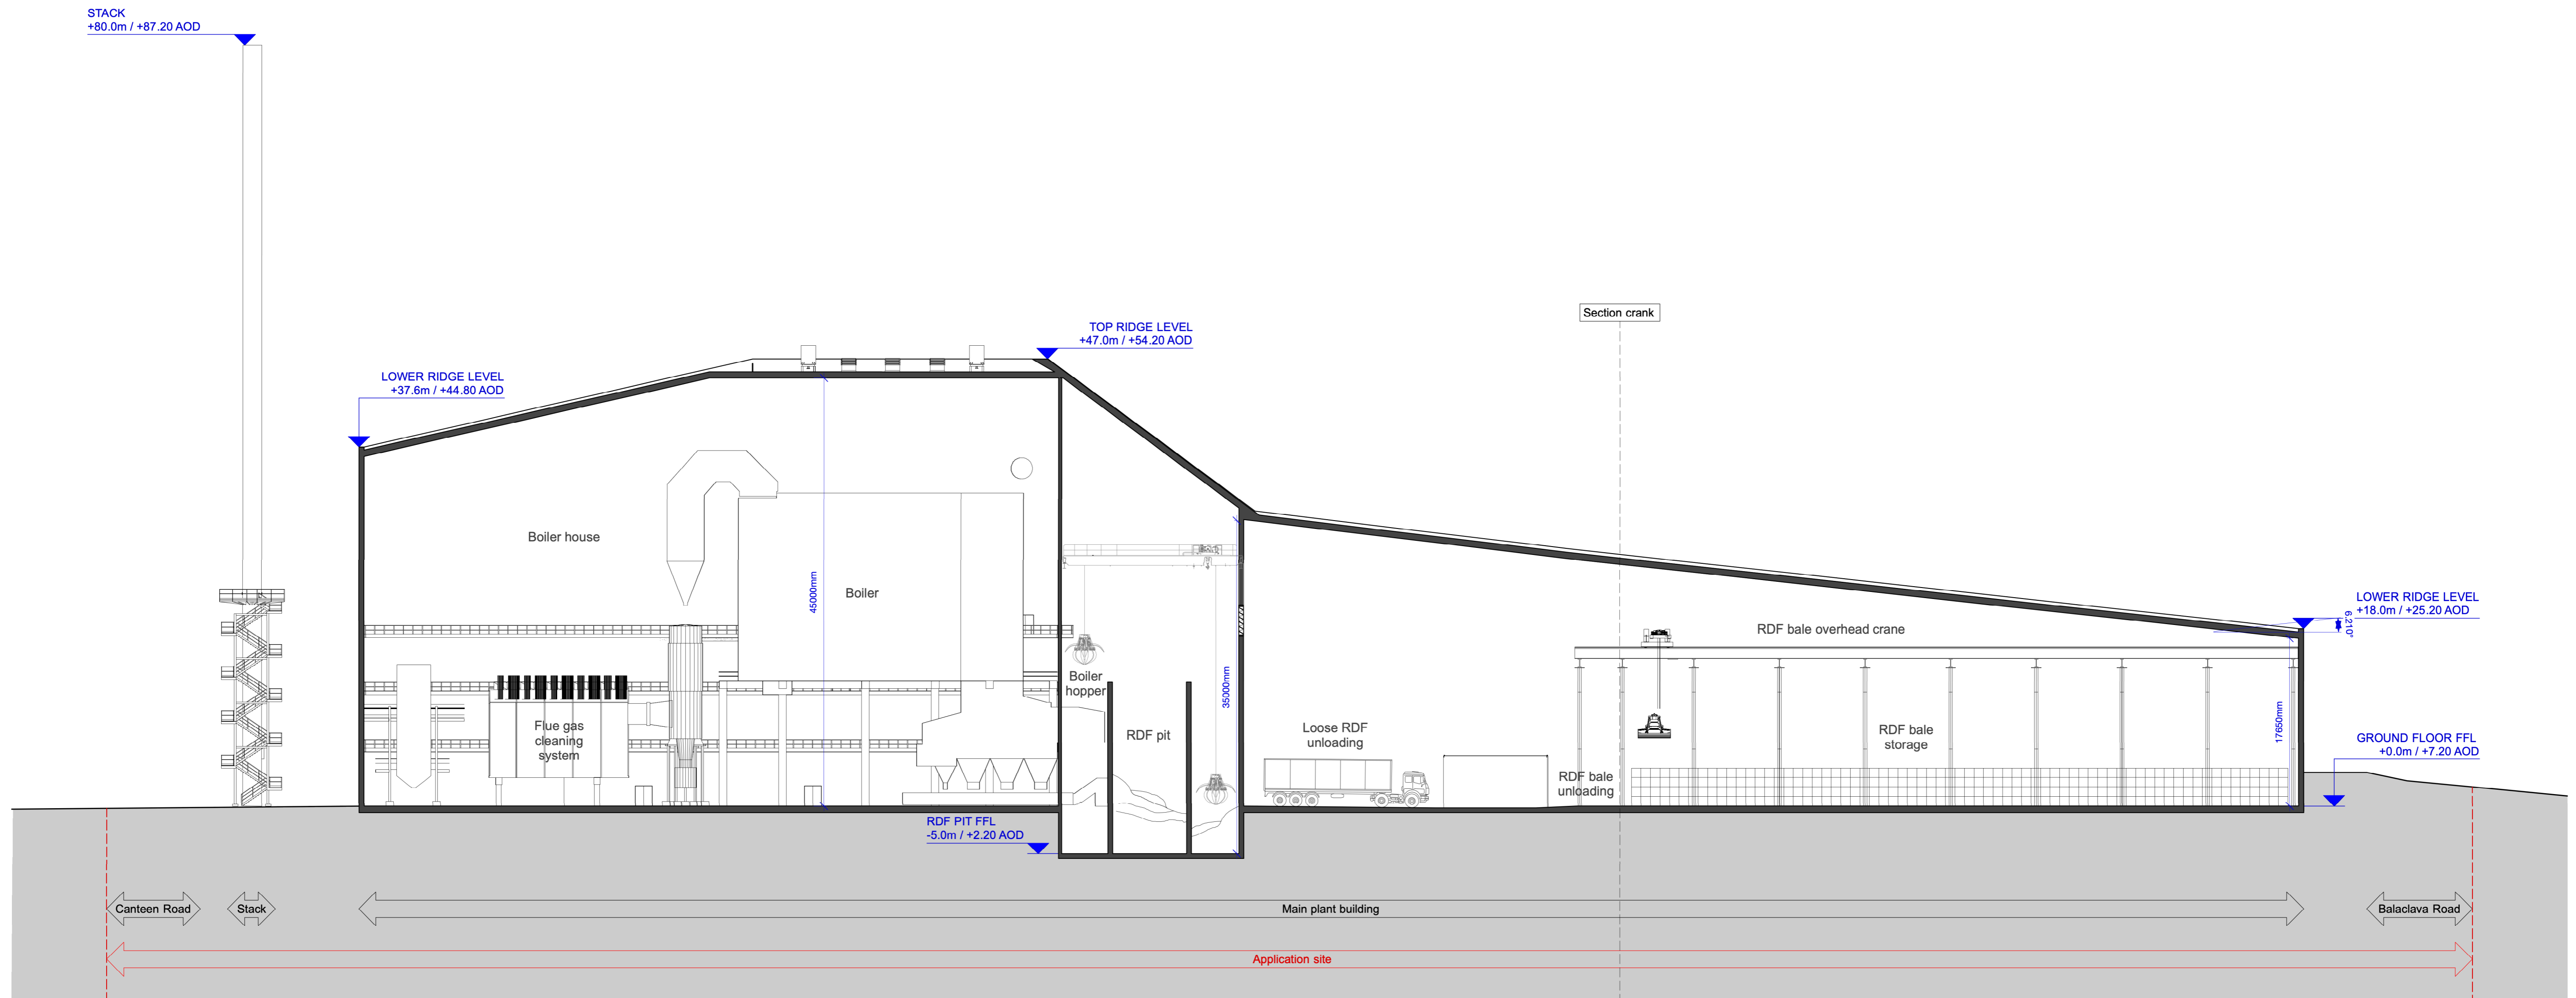 STACK
+80.0m / +87.20 AOD
Section crank
TOP RIDGE LEVEL
+47.0m / +54.20 AOD
LOWER RIDGE LEVEL
+37.6m / +44.80 AOD
Boiler house
Boiler
45000mm
LOWER RIDGE LEVEL
+18.0m / +25.20 AOD
6.210°
RDF bale overhead crane
Boiler
hopper
35000mm
Flue gas
cleaning
system
RDF pit
Loose RDF
unloading
RDF bale
storage
17650mm
GROUND FLOOR FFL
+0.0m / +7.20 AOD
RDF bale
unloading
RDF PIT FFL
-5.0m / +2.20 AOD
Canteen Road
Stack
Main plant building
Balaclava Road
Application site